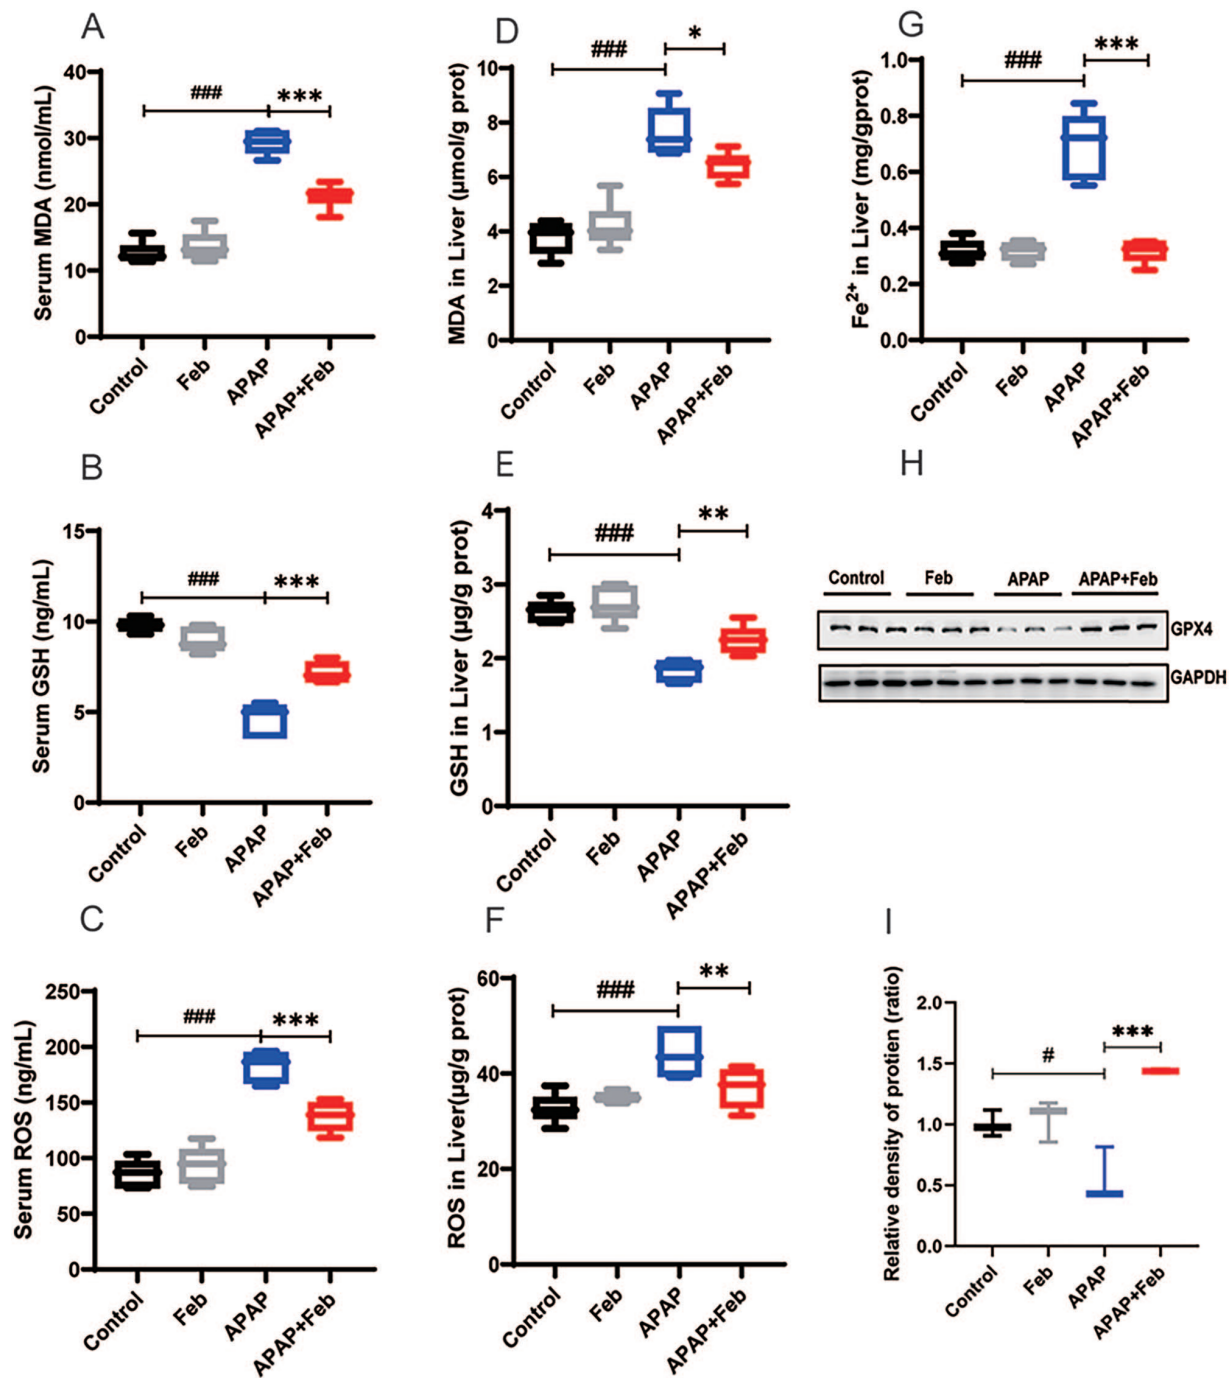 A
Serum MDA (nmol/mL)
40
30
20
10
0
###
***
Control
Feb
APAP
APAP+Feb
D
MDA in Liver (μmol/g prot)
10
8
6
4
2
0
###
*
Control
Feb
APAP
APAP+Feb
G
Fe2+ in Liver (mg/gprot)
1.0
0.8
0.6
0.4
0.2
0.0
###
***
Control
Feb
APAP
APAP+Feb
B
Serum GSH (ng/mL)
15
10
5
0
###
***
Control
Feb
APAP
APAP+Feb
E
GSH in Liver (μg/g prot)
4
3
2
1
0
###
**
Control
Feb
APAP
APAP+Feb
H
Control Feb APAP APAP+Feb
GPX4
GAPDH
C
Serum ROS (ng/mL)
250
200
150
100
50
0
###
***
Control
Feb
APAP
APAP+Feb
F
ROS in Liver(μg/g prot)
60
40
20
0
###
**
Control
Feb
APAP
APAP+Feb
I
Relative density of protien (ratio)
2.0
1.5
1.0
0.5
0.0
#
***
Control
Feb
APAP
APAP+Feb